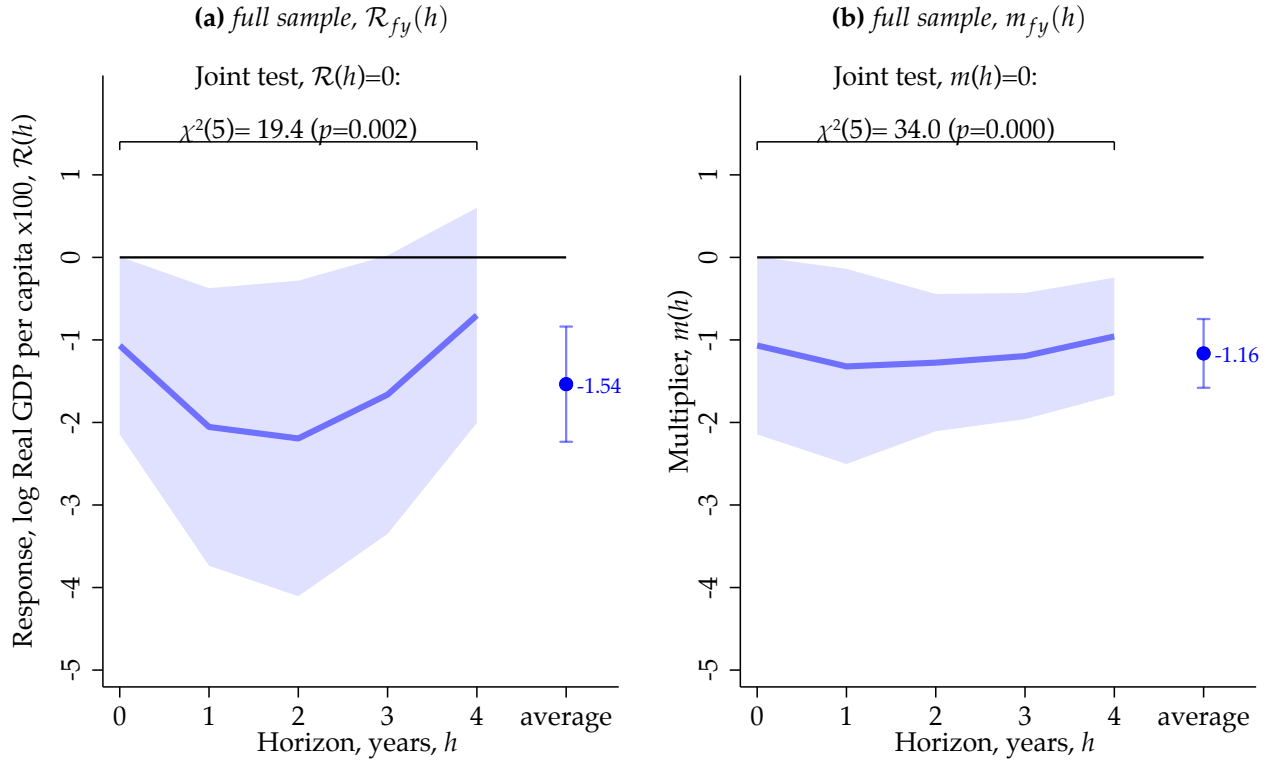 (a) full sample, ℛfy(h)
Joint test, ℛ(h)=0:
χ²(5)= 19.4 (p=0.002)
Response, log Real GDP per capita x100, ℛ(h)
1
0
-1
-2
-3
-4
-5
-1.54
0 1 2 3 4 average
Horizon, years, h
(b) full sample, mfy(h)
Joint test, m(h)=0:
χ²(5)= 34.0 (p=0.000)
Multiplier, m(h)
1
0
-1
-2
-3
-4
-5
-1.16
0 1 2 3 4 average
Horizon, years, h